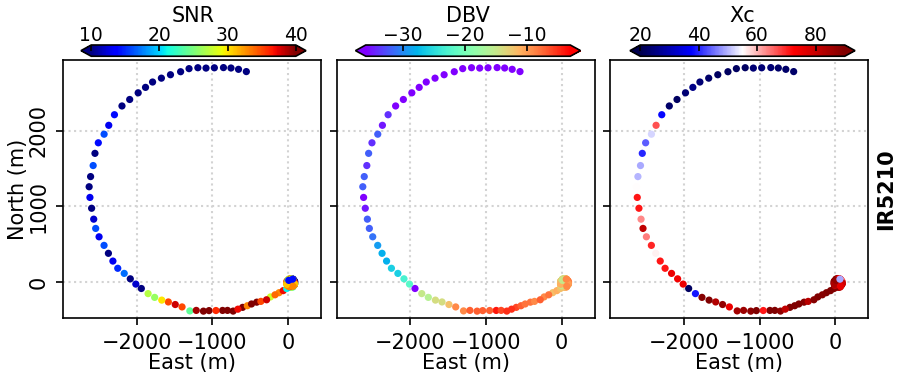 SNR DBV Xc
10 20 30 40 −30 −20 −10 20 40 60 80
2000
1000
0
North (m)
−2000 −1000 0 −2000 −1000 0 −2000 −1000 0
East (m) East (m) East (m)
IR5210